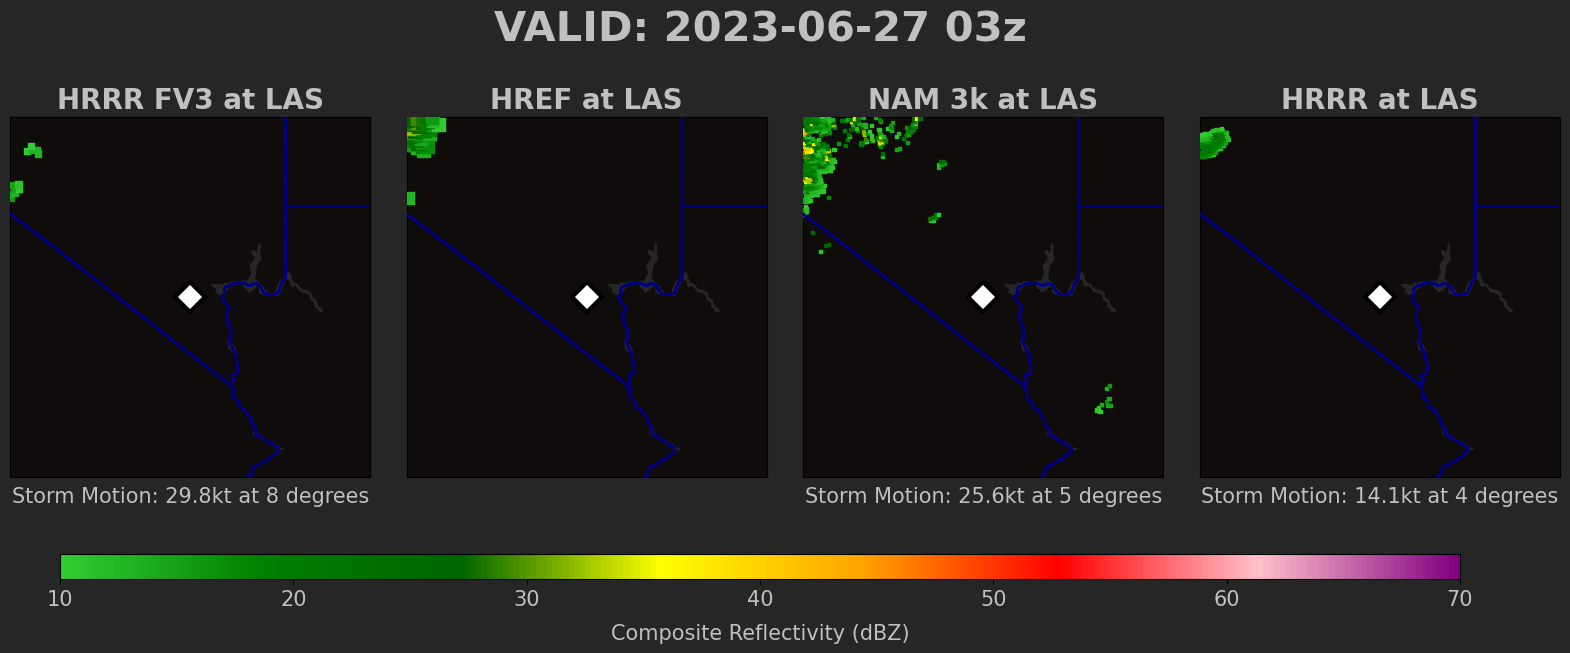 VALID: 2023-06-27 03z
HRRR FV3 at LAS
HREF at LAS
NAM 3k at LAS
HRRR at LAS
Storm Motion: 29.8kt at 8 degrees
Storm Motion: 25.6kt at 5 degrees
Storm Motion: 14.1kt at 4 degrees
10 20 30 40 50 60 70
Composite Reflectivity (dBZ)